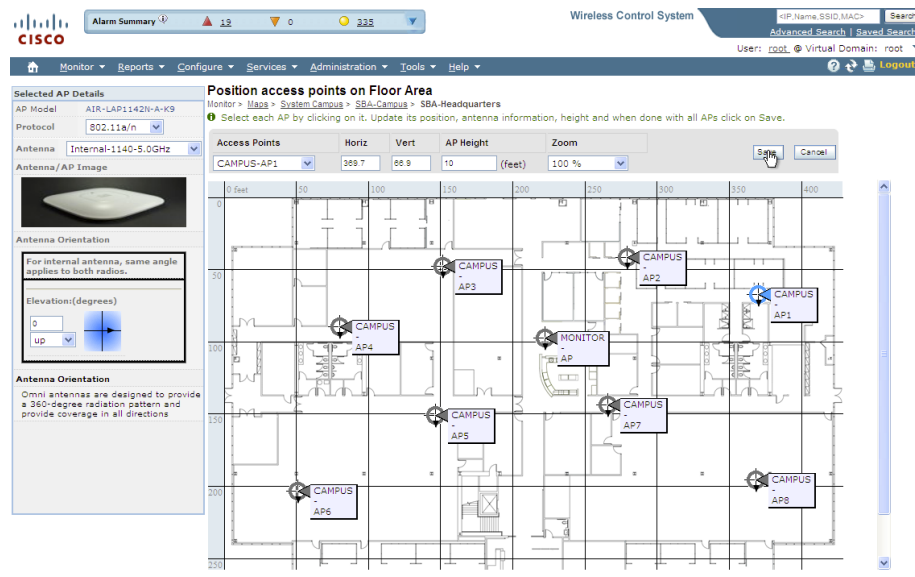 Alarm Summary
19
0
335
Wireless Control System
<IP,Name,SSID,MAC>
Search
Advanced Search | Saved Search
CISCO
User: root @ Virtual Domain: root
Monitor Reports Configure Services Administration Tools Help
Logout
Selected AP Details
AP Model AIR-LAP1142N-A-K9
Protocol 802.11a/n
Antenna Internal-1140-5.0GHz
Antenna/AP Image
Antenna Orientation
For internal antenna, same angle
applies to both radios.
Elevation:(degrees)
0
up
Antenna Orientation
Omni antennas are designed to provide
a 360-degree radiation pattern and
provide coverage in all directions
Position access points on Floor Area
Monitor > Maps > System Campus > SBA-Campus > SBA-Headquarters
Select each AP by clicking on it. Update its position, antenna information, height and when done with all APs click on Save.
Access Points Horiz Vert AP Height Zoom
CAMPUS-AP1 369.7 66.9 10 (feet) 100 %
Save Cancel
0 feet 50 100 150 200 250 300 350 400
0
50
100
150
200
250
CAMPUS
-
AP3
CAMPUS
-
AP2
CAMPUS
-
AP1
CAMPUS
-
AP4
MONITOR
-
AP
CAMPUS
-
AP5
CAMPUS
-
AP7
CAMPUS
-
AP6
CAMPUS
-
AP8